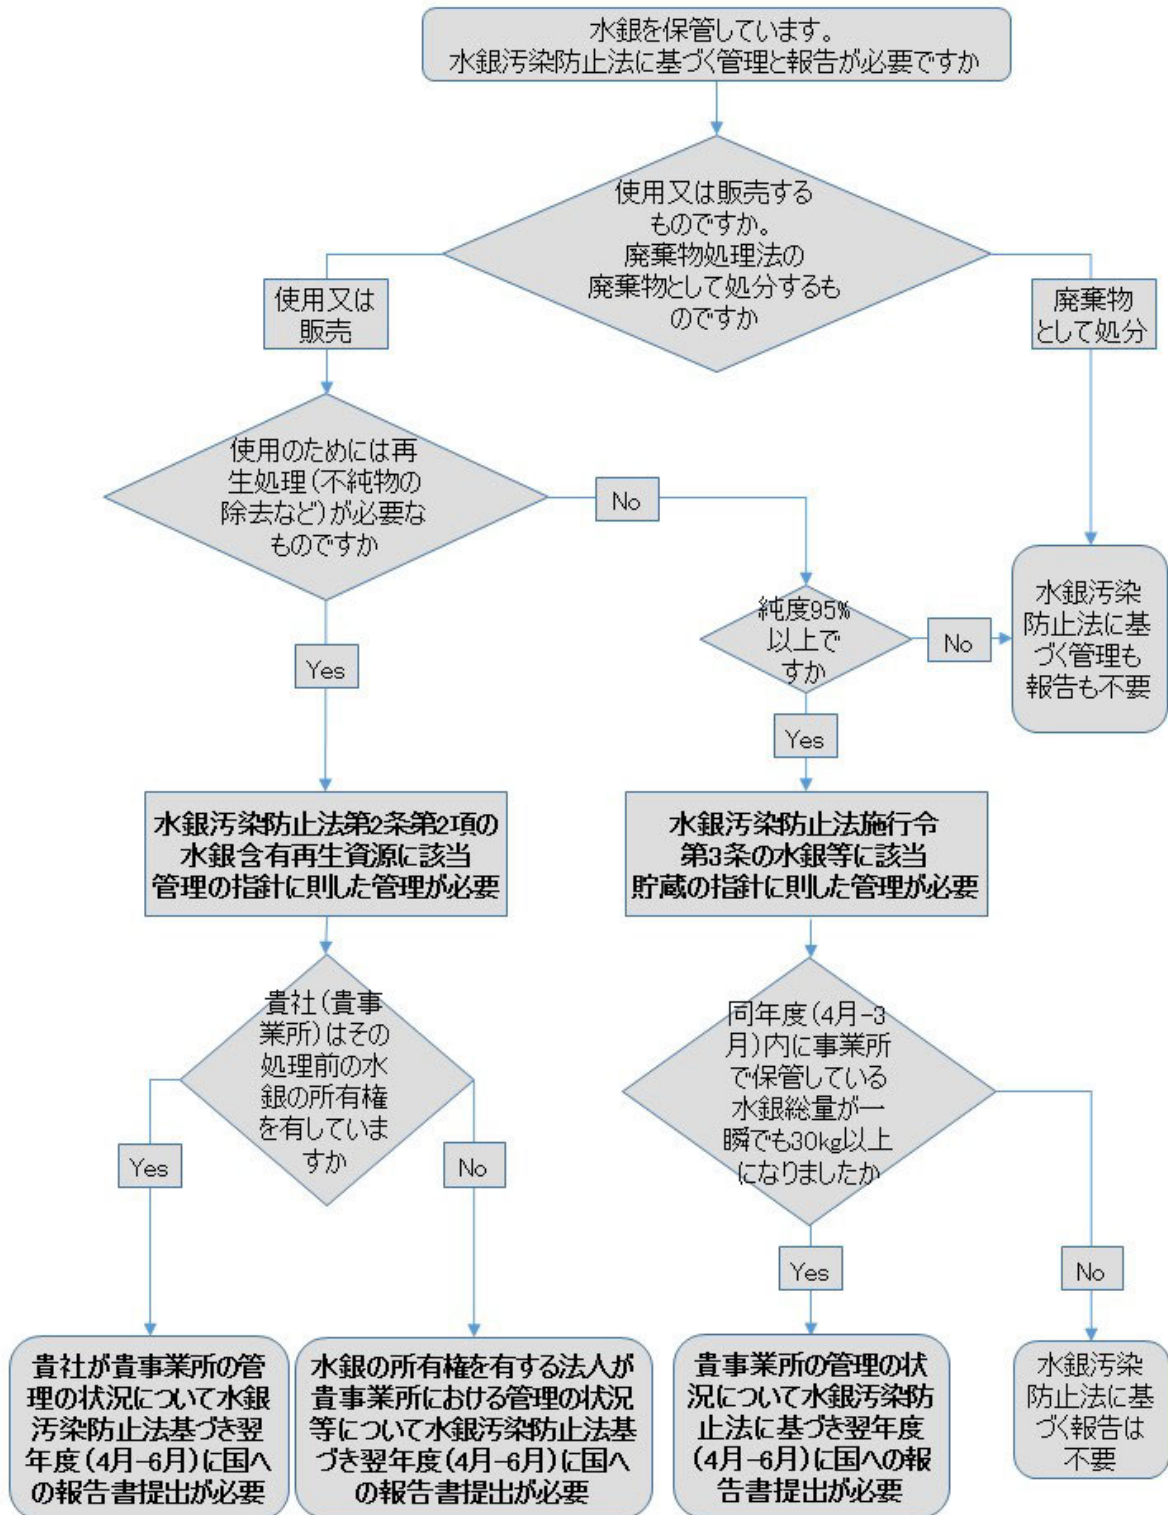 水銀を保管しています。
水銀汚染防止法に基づく管理と報告が必要ですか
使用又は販売する
ものですか。
廃棄物処理法の
廃棄物として処分するも
のですか
使用又は
販売
廃棄物
として処分
使用のためには再
生処理(不純物の
除去など)が必要な
ものですか
No
純度95%
以上で
すか
No
水銀汚染
防止法に基
づく管理も
報告も不要
Yes
Yes
水銀汚染防止法第2条第2項の
水銀含有再生資源に該当
管理の指針に則した管理が必要
水銀汚染防止法施行令
第3条の水銀等に該当
貯蔵の指針に則した管理が必要
貴社(貴事
業所)はその
処理前の水
銀の所有権
を有していま
すか
同年度(4月-3
月)内に事業所
で保管している
水銀総量が一
瞬でも30kg以上
になりましたか
Yes
No
Yes
No
貴社が貴事業所の管
理の状況について水銀
汚染防止法基づき翌
年度(4月-6月)に国へ
の報告書提出が必要
水銀の所有権を有する法人が
貴事業所における管理の状況
等について水銀汚染防止法基
づき翌年度(4月-6月)に国へ
の報告書提出が必要
貴事業所の管理の状
況について水銀汚染防
止法に基づき翌年度
(4月-6月)に国への報
告書提出が必要
水銀汚染
防止法に基
づく報告は
不要